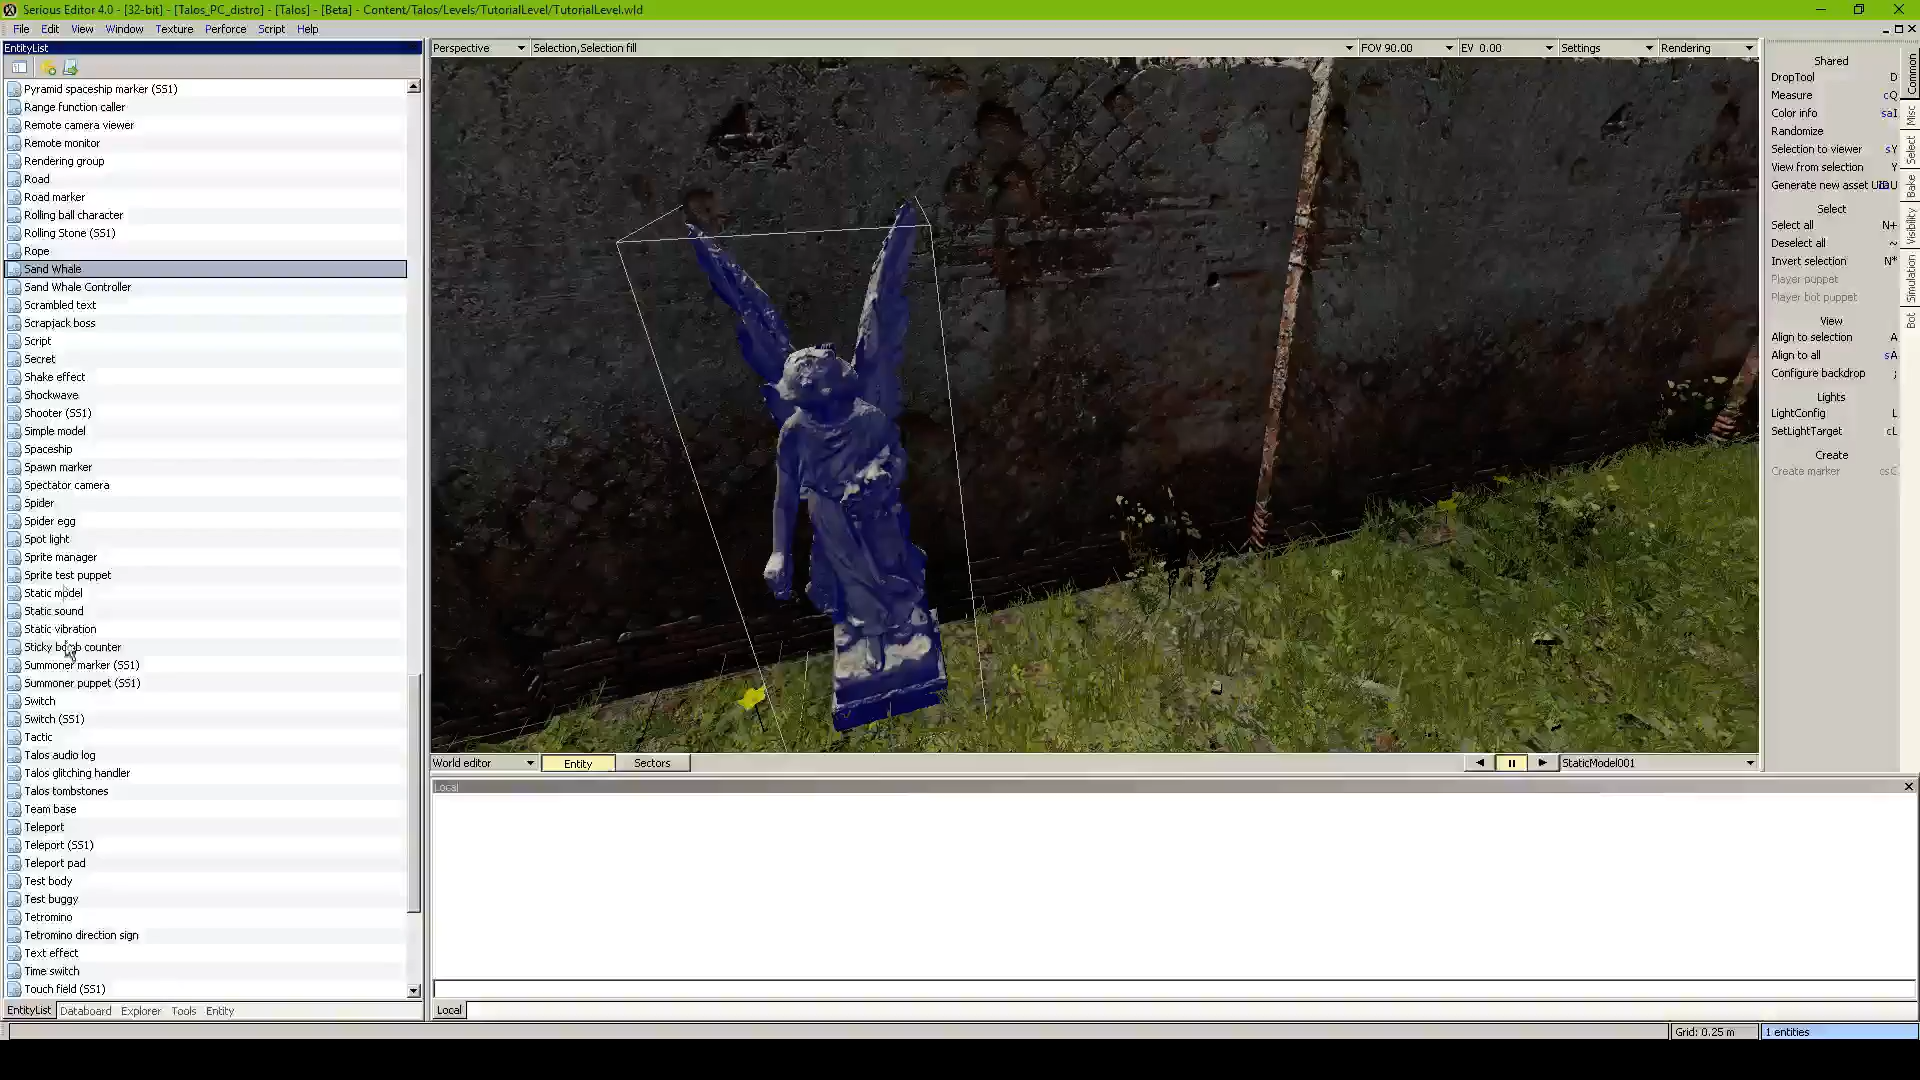 Serious Editor 4.0 - [32-bit] - [Talos_PC_distro] - [Talos] - [Beta] - Content/Talos/Levels/TutorialLevel/TutorialLevel.wld
File Edit View Window Texture Perforce Script Help
EntityList
Pyramid spaceship marker (SS1)
Range function caller
Remote camera viewer
Remote monitor
Rendering group
Road
Road marker
Rolling ball character
Rolling Stone (SS1)
Rope
Sand Whale
Sand Whale Controller
Scrambled text
Scrapjack boss
Script
Secret
Shake effect
Shockwave
Shooter (SS1)
Simple model
Spaceship
Spawn marker
Spectator camera
Spider
Spider egg
Spot light
Sprite manager
Sprite test puppet
Static model
Static sound
Static vibration
Sticky bomb counter
Summoner marker (SS1)
Summoner puppet (SS1)
Switch
Switch (SS1)
Tactic
Talos audio log
Talos glitching handler
Talos tombstones
Team base
Teleport
Teleport (SS1)
Teleport pad
Test body
Test buggy
Tetromino
Tetromino direction sign
Text effect
Time switch
Touch field (SS1)
EntityList Databoard Explorer Tools Entity
Perspective Selection,Selection fill FOV 90.00 EV 0.00 Settings Rendering
World editor Entity Sectors StaticModel001
Local
Local
Shared
DropTool D
Measure cQ
Color info saI
Randomize
Selection to viewer sY
View from selection Y
Generate new asset
Select
Select all N+
Deselect all ~
Invert selection N*
Player puppet
Player bot puppet
View
Align to selection A
Align to all sA
Configure backdrop ;
Lights
LightConfig L
SetLightTarget cL
Create
Create marker csC
Common
Misc
Select
Bake
Visibility
Simulation
Bot
Grid: 0.25 m 1 entities